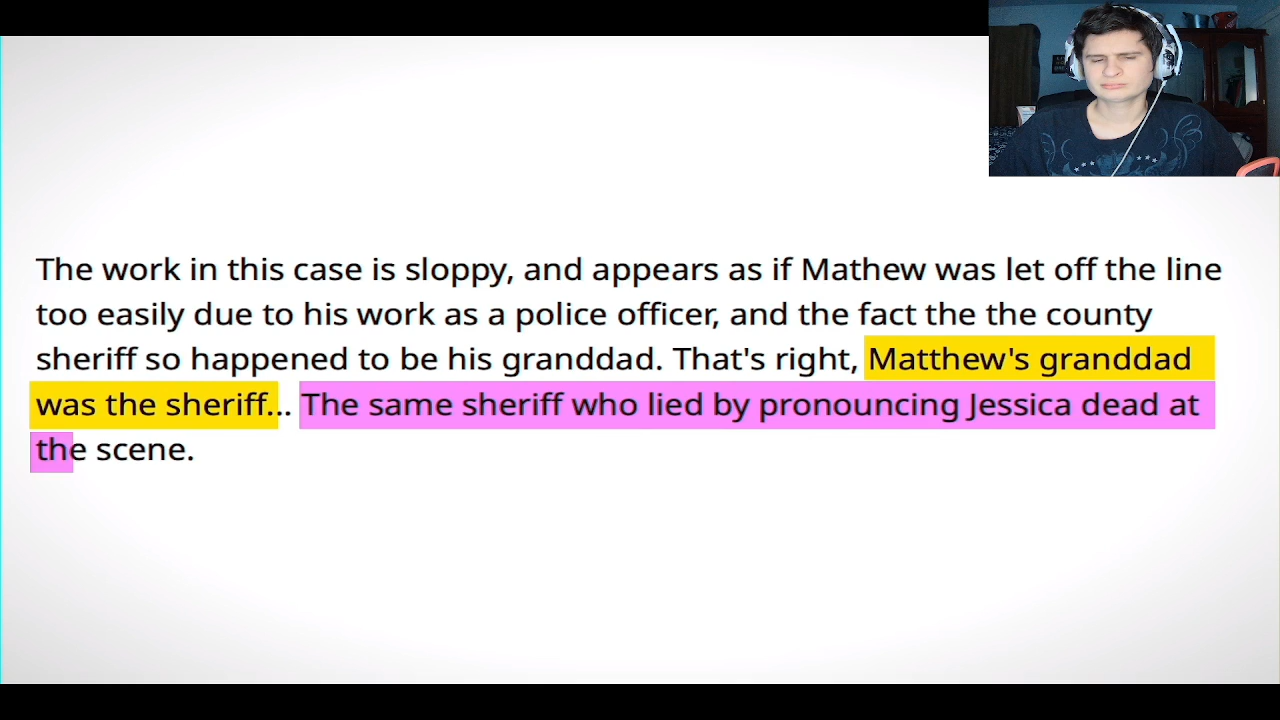 The work in this case is sloppy, and appears as if Mathew was let off the line
too easily due to his work as a police officer, and the fact the the county
sheriff so happened to be his granddad. That's right, Matthew's granddad
was the sheriff... The same sheriff who lied by pronouncing Jessica dead at
the scene.